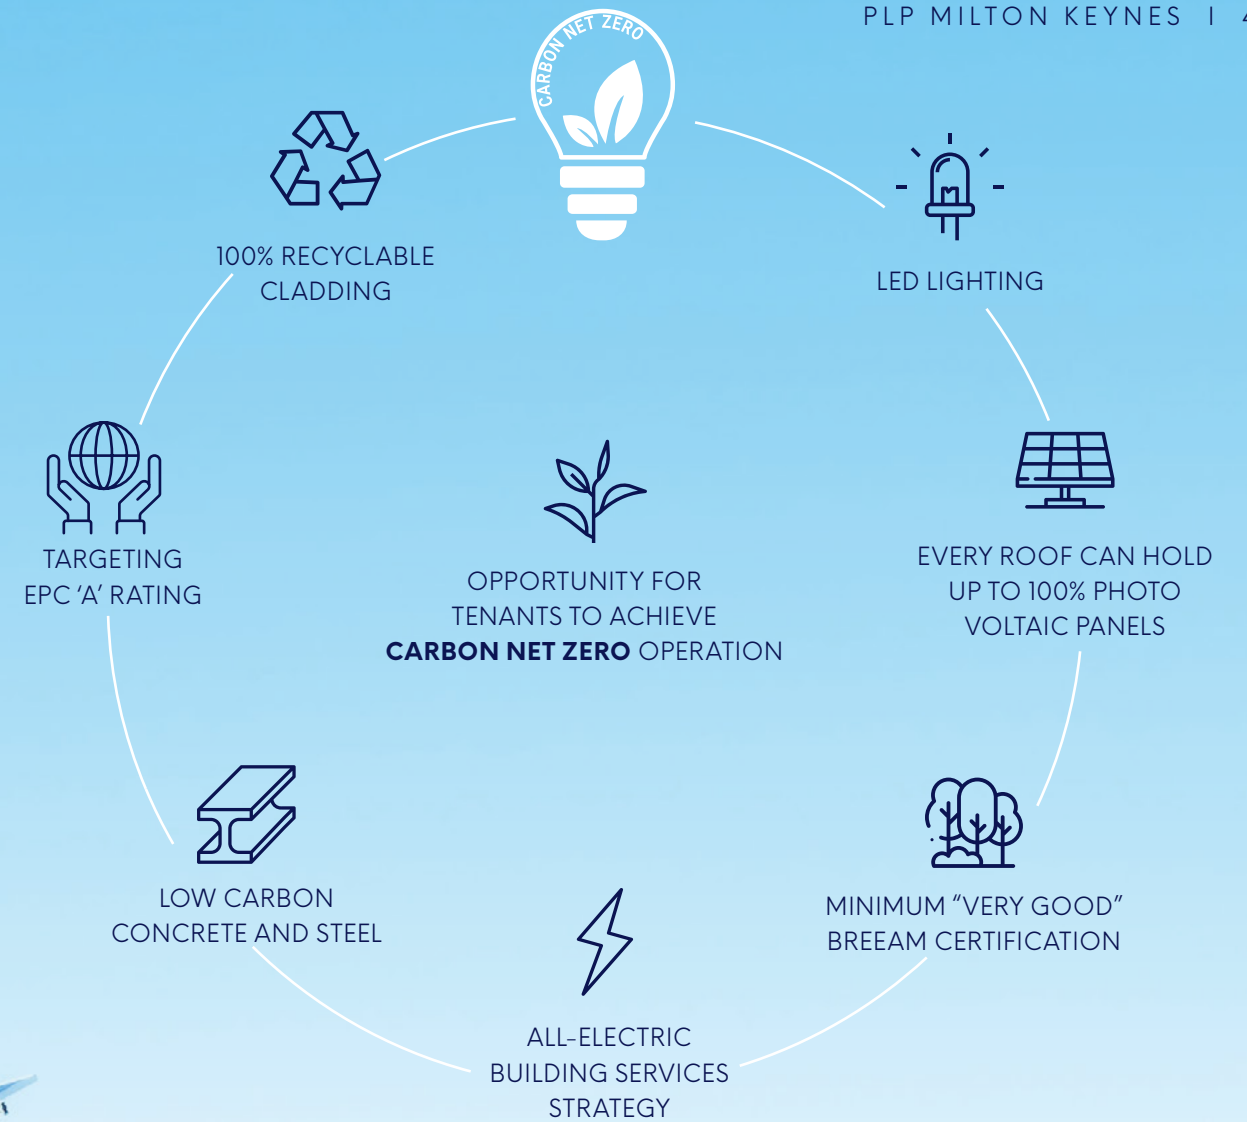 PLP MILTON KEYNES | 4
CARBON NET ZERO
100% RECYCLABLE
CLADDING
LED LIGHTING
TARGETING
EPC ‘A’ RATING
OPPORTUNITY FOR
TENANTS TO ACHIEVE
CARBON NET ZERO OPERATION
EVERY ROOF CAN HOLD
UP TO 100% PHOTO
VOLTAIC PANELS
LOW CARBON
CONCRETE AND STEEL
MINIMUM “VERY GOOD”
BREEAM CERTIFICATION
ALL-ELECTRIC
BUILDING SERVICES
STRATEGY